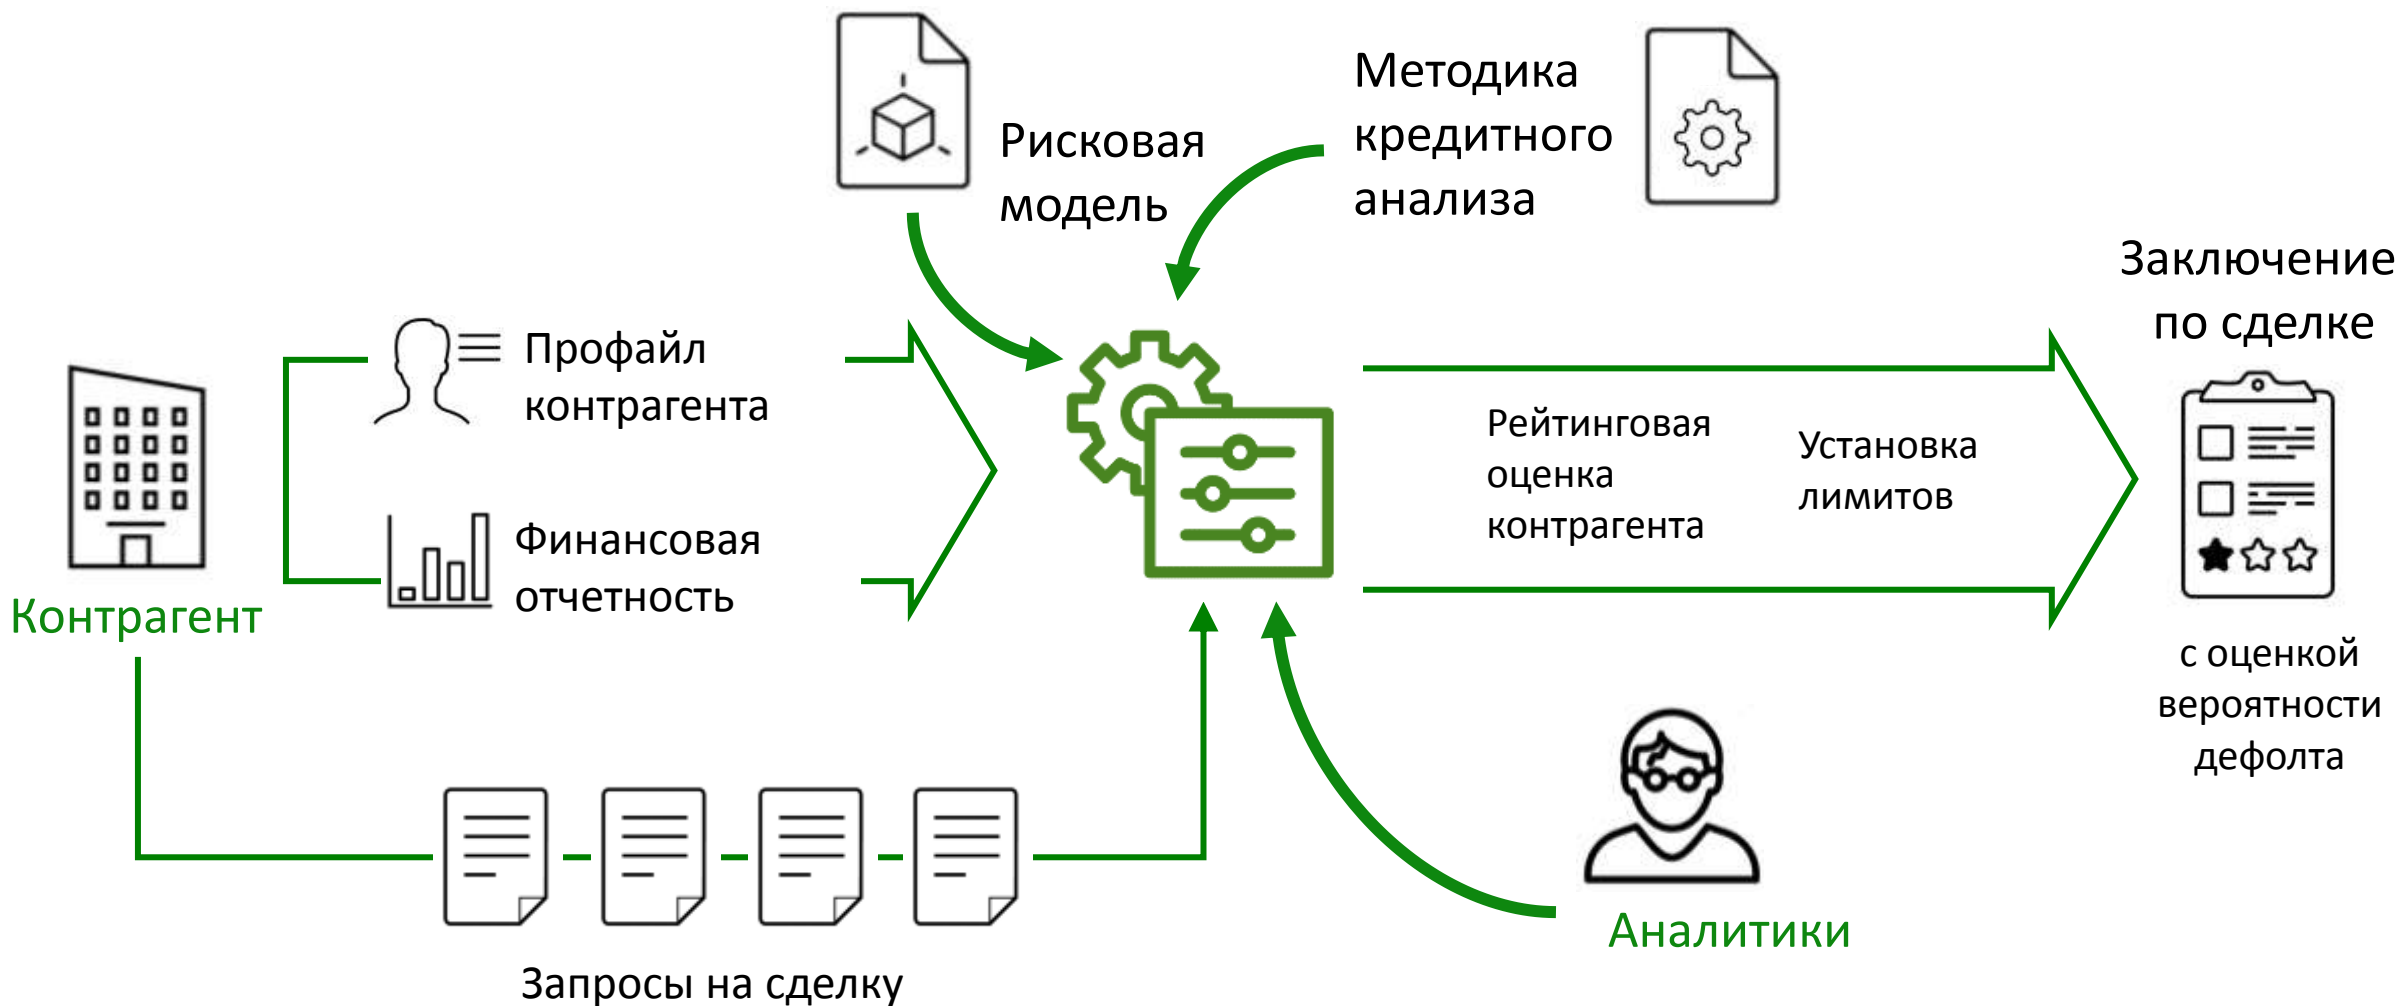 Рисковая
модель
Методика
кредитного
анализа
Заключение
по сделке
Профайл
контрагента
Финансовая
отчетность
Контрагент
Рейтинговая
оценка
контрагента
Установка
лимитов
с оценкой
вероятности
дефолта
Аналитики
Запросы на сделку